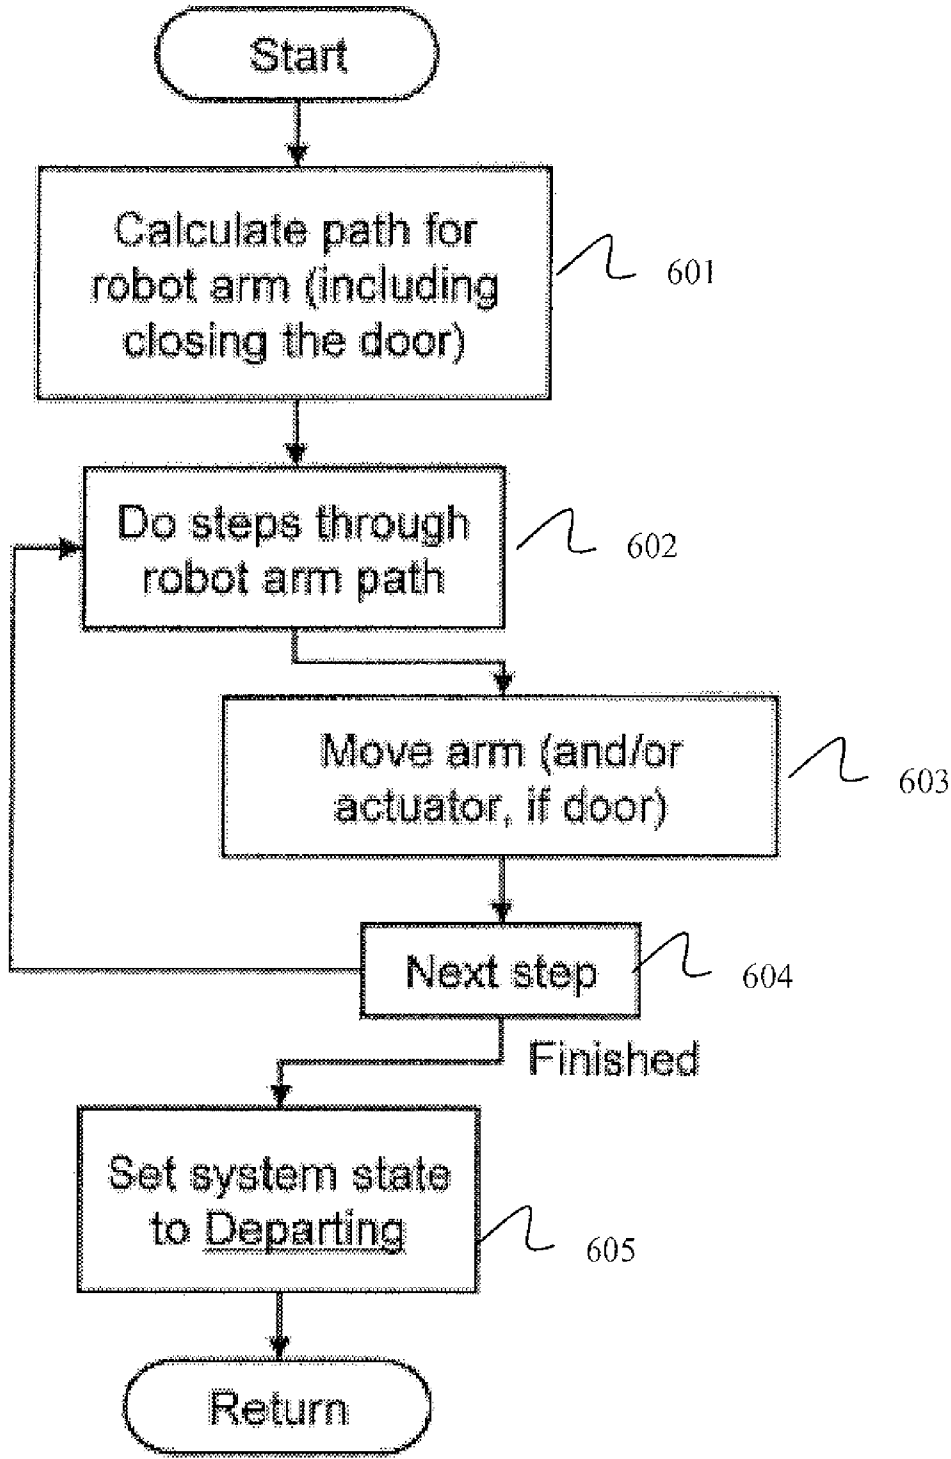 Start
Calculate path for
robot arm (including
closing the door)
601
Do steps through
robot arm path
602
Move arm (and/or
actuator, if door)
603
Next step
604
Finished
Set system state
to Departing
605
Return